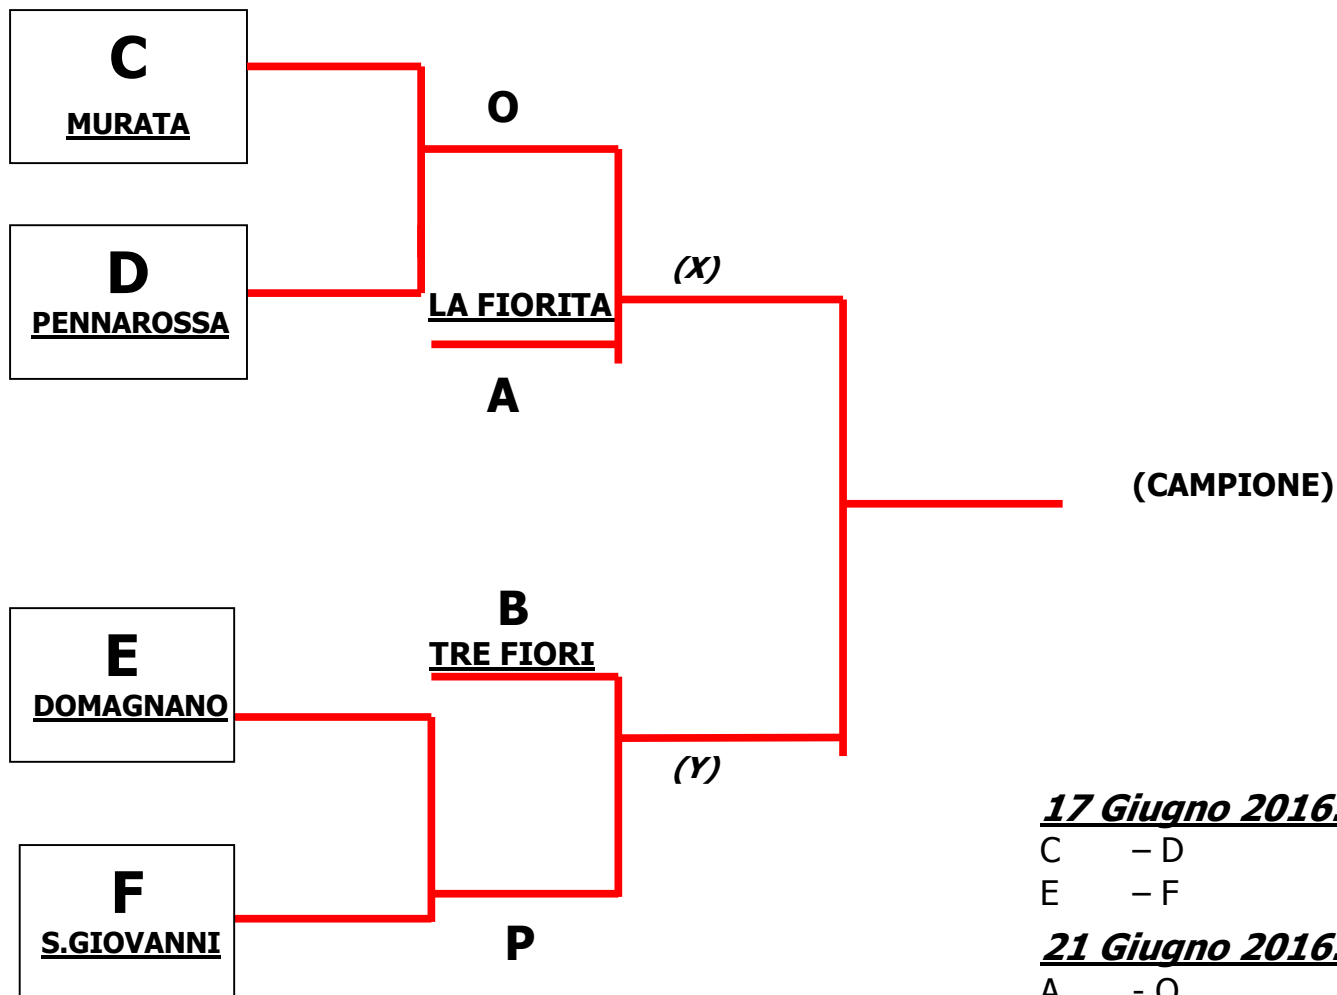 C
MURATA
O
D
PENNAROSSA
(X)
LA FIORITA
A
(CAMPIONE)
B
TRE FIORI
E
DOMAGNANO
(Y)
F
S.GIOVANNI
P
17 Giugno 2016:
C – D
E – F
21 Giugno 2016:
A - O